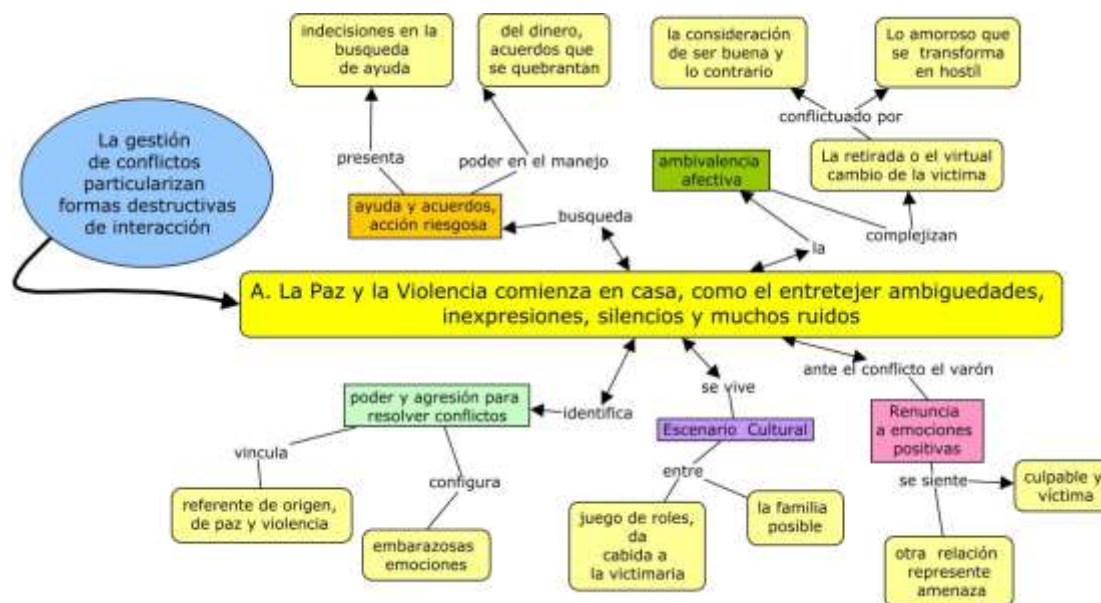 indecisiones en la
busqueda
de ayuda
del dinero,
acuerdos que
se quebrantan
la consideración
de ser buena y
lo contrario
Lo amoroso que
se transforma
en hostíl
La gestión
de conflictos
particularizan
formas destructivas
de interacción
presenta
poder en el manejo
conflictuado por
ambivalencia
afectiva
La retirada o el virtual
cambio de la victima
ayuda y acuerdos,
acción riesgosa
busqueda
la
complejizan
A. La Paz y la Violencia comienza en casa, como el entretejer ambiguedades,
inexpresiones, silencios y muchos ruidos
poder y agresión para
resolver conflictos
identifica
se vive
ante el conflicto el varón
Escenario Cultural
Renuncia
a emociones
positivas
vincula
configura
entre
se siente
culpable y
víctima
referente de origen,
de paz y violencia
embarazosas
emociones
juego de roles,
da
cabida a
la victimaria
la familia
posible
otra relación
represente
amenaza